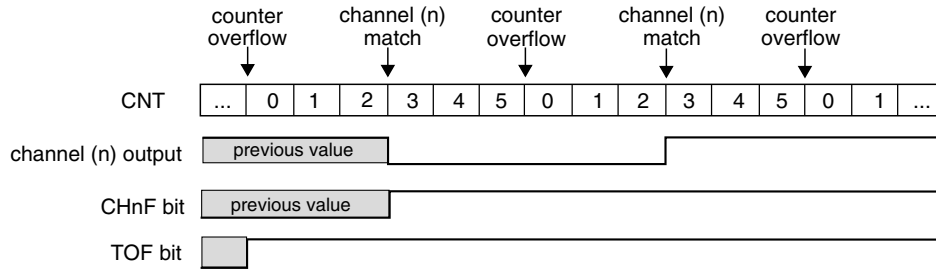 counter overflow
channel (n) match
counter overflow
channel (n) match
counter overflow
CNT ... 0 1 2 3 4 5 0 1 2 3 4 5 0 1 ...
channel (n) output previous value
CHnF bit previous value
TOF bit